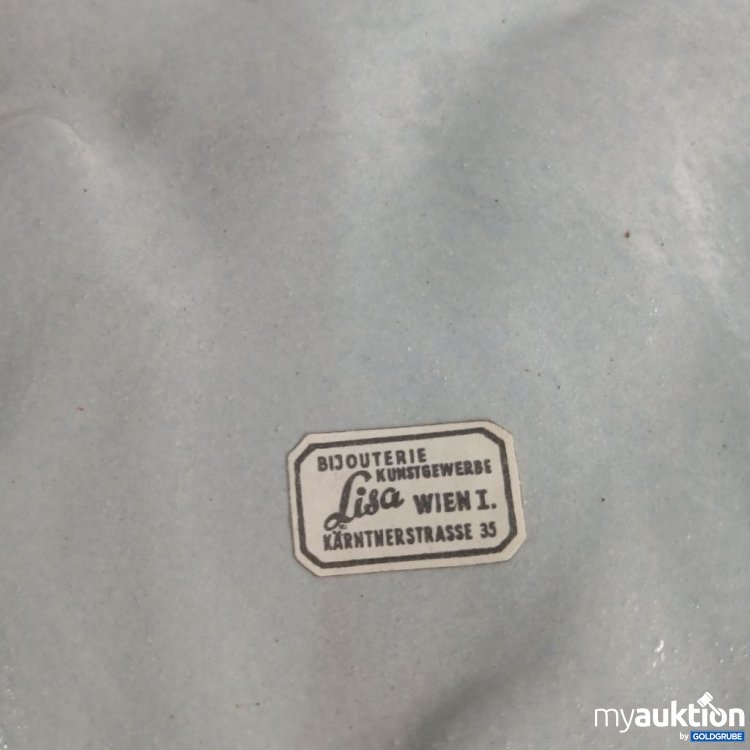 BIJOUTERIE
KUNSTGEWERBE
Lisa WIEN I.
KÄRNTNERSTRASSE 35
myauktion
by GOLDGRUBE